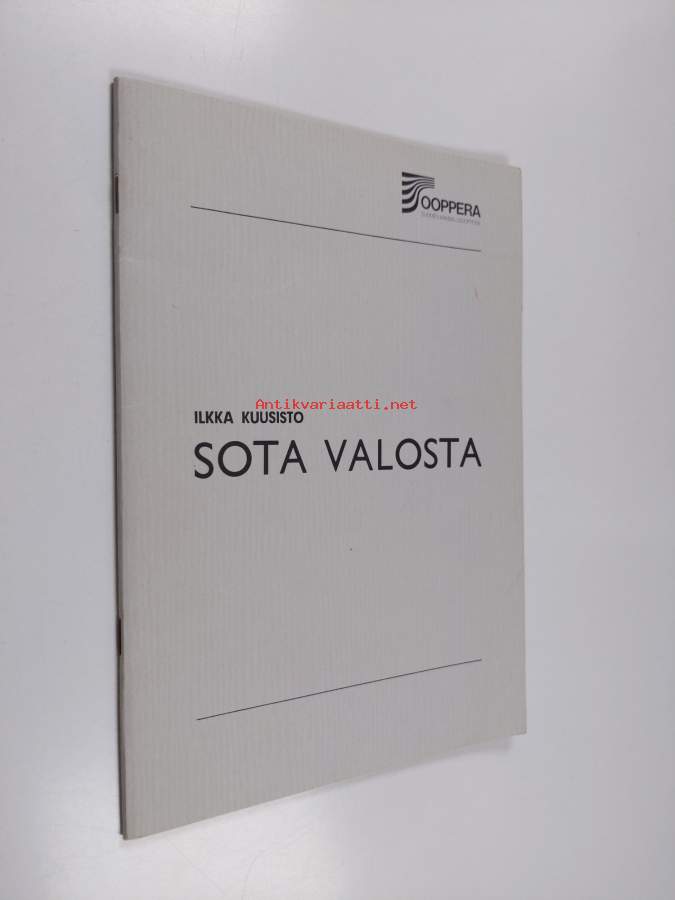 OOPPERA
ILKKA KUUSISTO
Antikvariaatti.net
SOTA VALOSTA